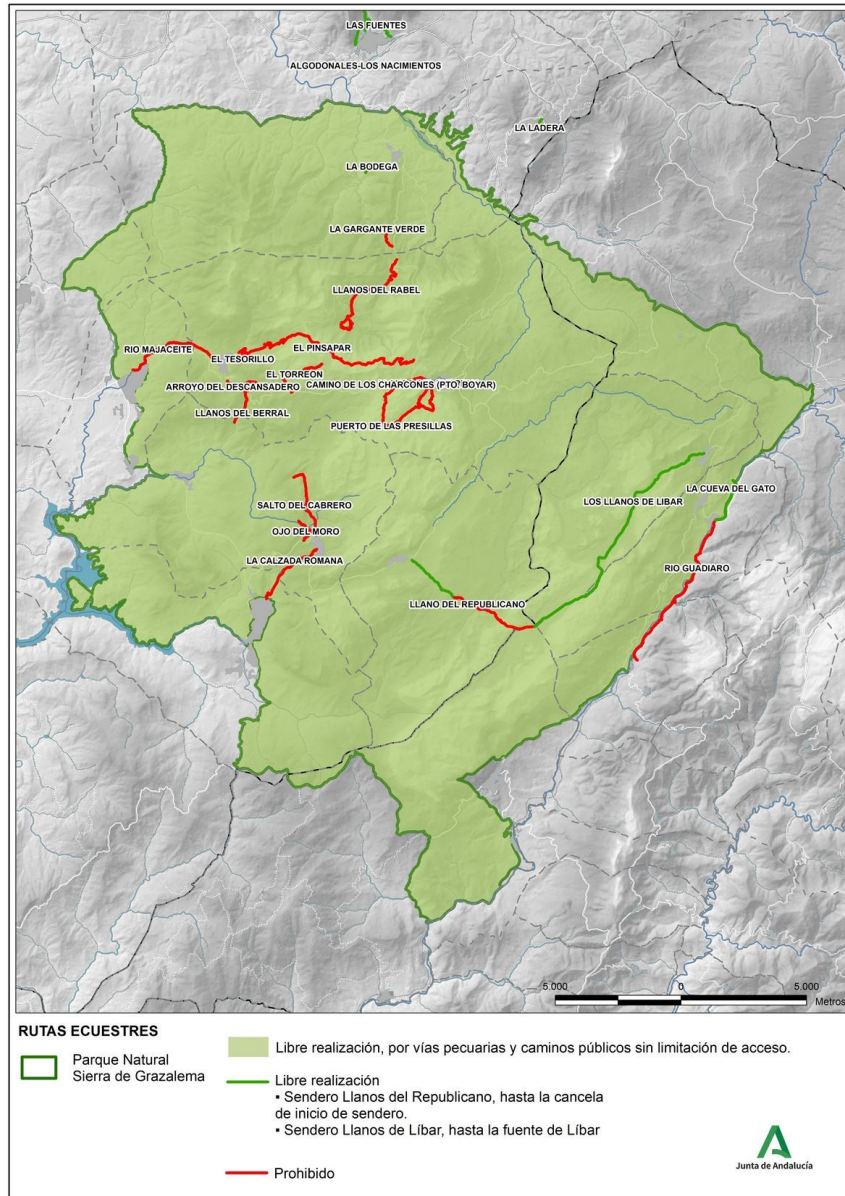 LAS FUENTES
ALGODONALES-LOS NACIMIENTOS
LA LADERA
LA BODEGA
LA GARGANTE VERDE
LLANOS DEL RABEL
RIO MAJACEITE
EL PINSAPAR
EL TESORILLO
EL TORREON
ARROYO DEL DESCANSADERO
CAMINO DE LOS CHARCONES (PTO. BOYAR)
LLANOS DEL BERRAL
PUERTO DE LAS PRESILLAS
LA CUEVA DEL GATO
LOS LLANOS DE LIBAR
SALTO DEL CABRERO
OJO DEL MORO
LA CALZADA ROMANA
RIO GUADIARO
LLANO DEL REPUBLICANO
5.000 0 5.000
Metros
RUTAS ECUESTRES
Parque Natural
Sierra de Grazalema
Libre realización, por vías pecuarias y caminos públicos sin limitación de acceso.
Libre realización
▪ Sendero Llanos del Republicano, hasta la cancela
de inicio de sendero.
▪ Sendero Llanos de Líbar, hasta la fuente de Líbar
Prohibido
Junta de Andalucía